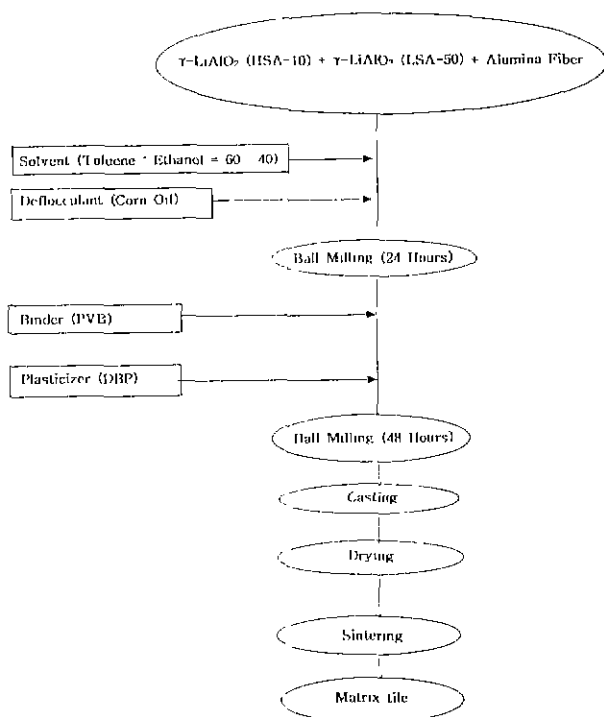 γ-LiAlO₂ (HSA-10) + γ-LiAlO₂ (LSA-50) + Alumina Fiber
Solvent (Toluene : Ethanol = 60 40)
Deflocculant (Corn Oil)
Ball Milling (24 Hours)
Binder (PVB)
Plasticizer (DBP)
Ball Milling (48 Hours)
Casting
Drying
Sintering
Matrix tile